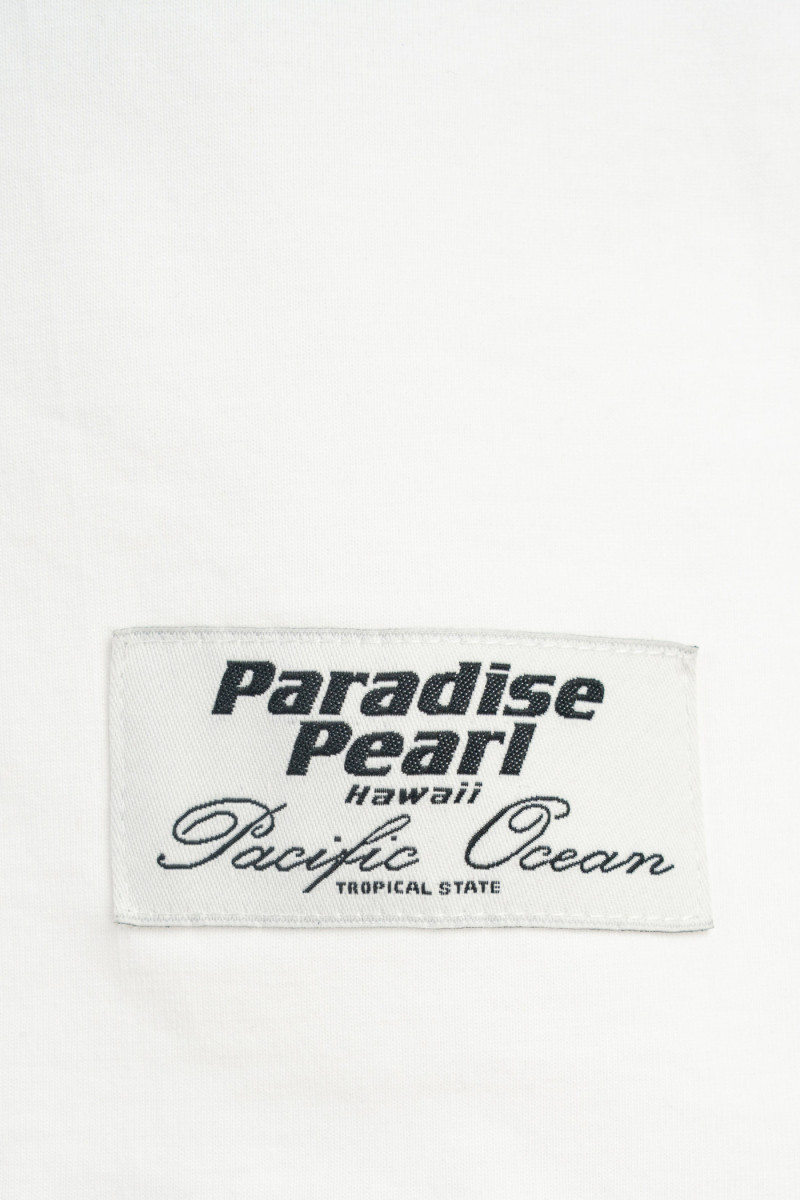 Paradise
Pearl
Hawaii
Pacific Ocean
TROPICAL STATE